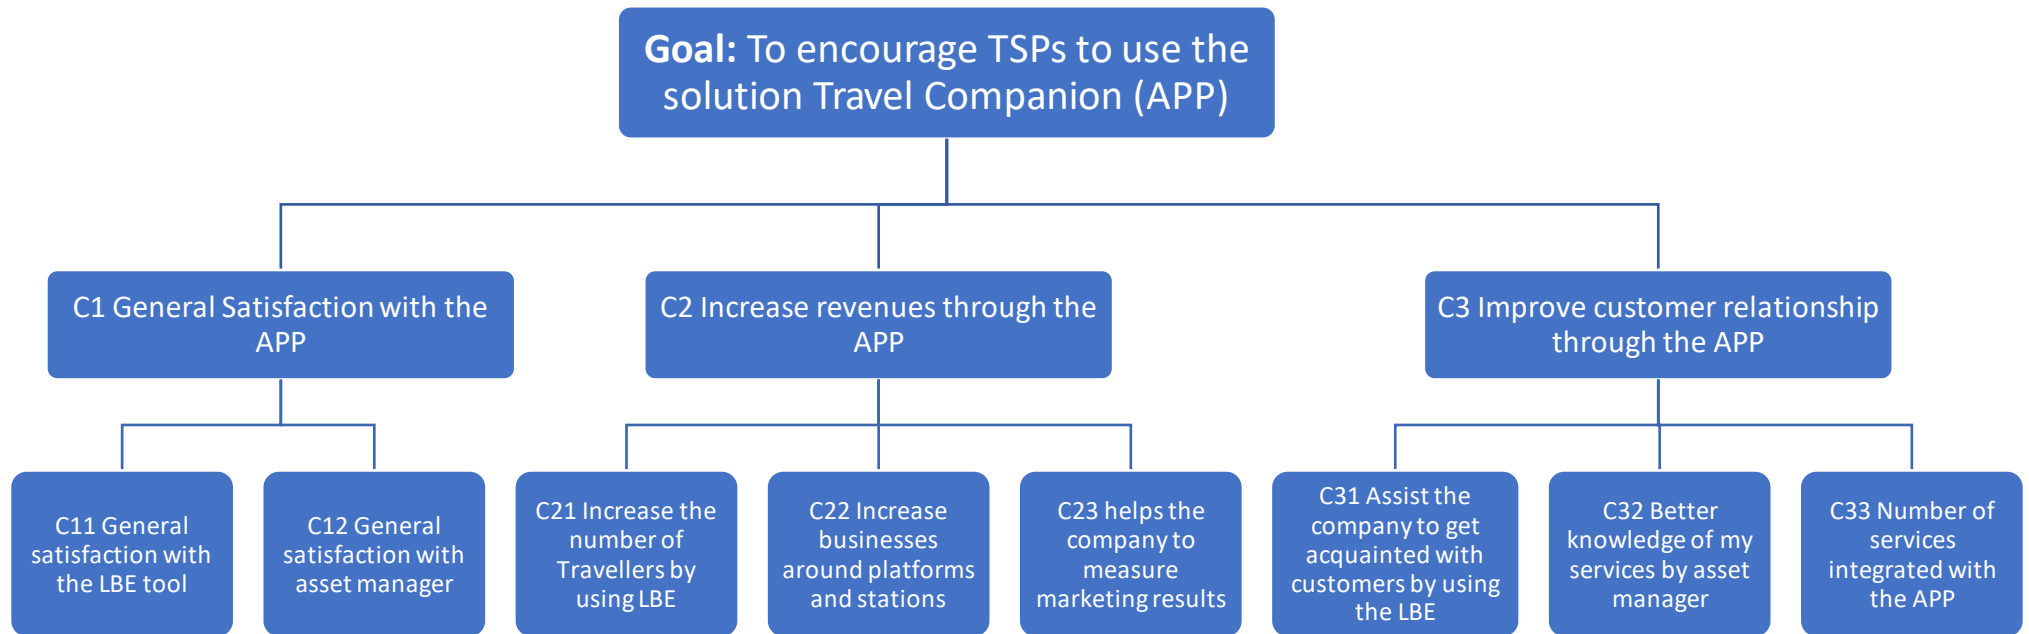 Goal: To encourage TSPs to use the
solution Travel Companion (APP)
C1 General Satisfaction with the
APP
C2 Increase revenues through the
APP
C3 Improve customer relationship
through the APP
C11 General
satisfaction with
the LBE tool
C12 General
satisfaction with
asset manager
C21 Increase the
number of
Travellers by
using LBE
C22 Increase
businesses
around platforms
and stations
C23 helps the
company to
measure
marketing results
C31 Assist the
company to get
acquainted with
customers by using
the LBE
C32 Better
knowledge of my
services by asset
manager
C33 Number of
services
integrated with
the APP